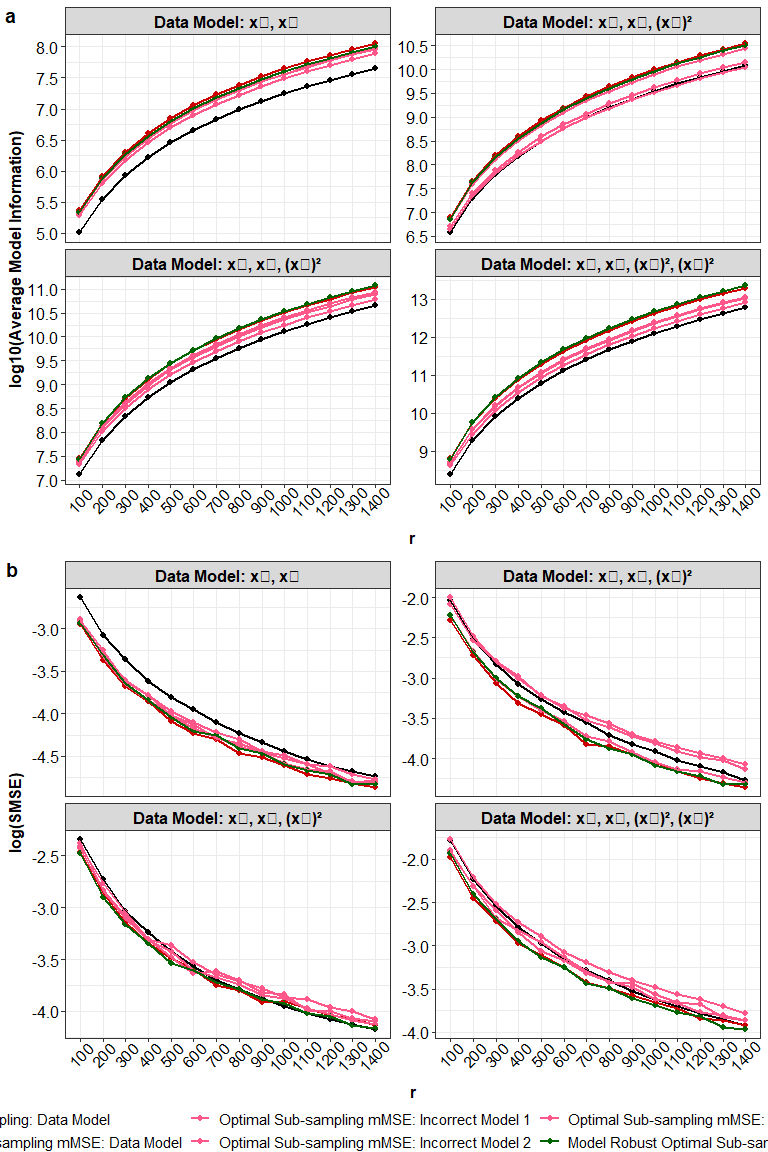 a
Data Model: x▯, x▯
Data Model: x▯, x▯, (x▯)²
log10(Average Model Information)
8.0
7.5
7.0
6.5
6.0
5.5
5.0
10.5
10.0
9.5
9.0
8.5
8.0
7.5
7.0
6.5
Data Model: x▯, x▯, (x▯)²
Data Model: x▯, x▯, (x▯)², (x▯)²
11.0
10.5
10.0
9.5
9.0
8.5
8.0
7.5
7.0
13
12
11
10
9
100 200 300 400 500 600 700 800 900 1000 1100 1200 1300 1400
100 200 300 400 500 600 700 800 900 1000 1100 1200 1300 1400
r
b
Data Model: x▯, x▯
Data Model: x▯, x▯, (x▯)²
log(SMSE)
-3.0
-3.5
-4.0
-4.5
-2.0
-2.5
-3.0
-3.5
-4.0
Data Model: x▯, x▯, (x▯)²
Data Model: x▯, x▯, (x▯)², (x▯)²
-2.5
-3.0
-3.5
-4.0
-2.0
-2.5
-3.0
-3.5
-4.0
100 200 300 400 500 600 700 800 900 1000 1100 1200 1300 1400
100 200 300 400 500 600 700 800 900 1000 1100 1200 1300 1400
r
pling: Data Model
Optimal Sub-sampling mMSE: Incorrect Model 1
Optimal Sub-sampling mMSE:
sampling mMSE: Data Model
Optimal Sub-sampling mMSE: Incorrect Model 2
Model Robust Optimal Sub-sa